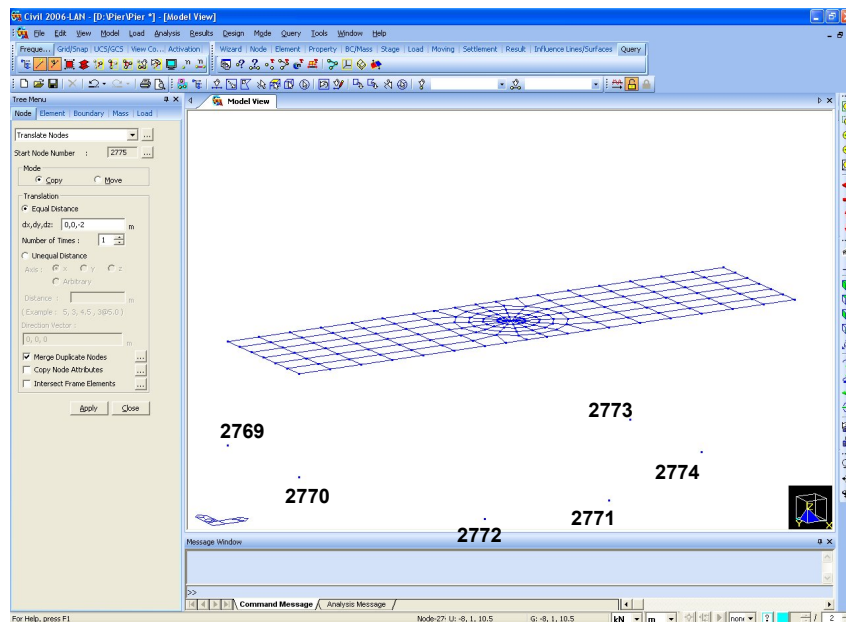 Civil 2006-LAN - [D:\Pier\Pier *] - [Model View]
File Edit View Model Load Analysis Results Design Mode Query Tools Window Help
Freque... Grid/Snap UCS/GCS View Co... Activation Wizard Node Element Property BC/Mass Stage Load Moving Settlement Result Influence Lines/Surfaces Query
Tree Menu
Model View
Node Element Boundary Mass Load
Translate Nodes
Start Node Number : 2775
Mode
Copy Move
Translation
Equal Distance
dx,dy,dz: 0,0,-2 m
Number of Times : 1
Unequal Distance
Axis : x y z
Arbitrary
Distance : m
( Example : 5, 3, 4.5, 3@5.0 )
Direction Vector :
0, 0, 0 m
Merge Duplicate Nodes
Copy Node Attributes
Intersect Frame Elements
Apply Close
2773
2769
2774
2770
2771
2772
Message Window
>>
Command Message Analysis Message
For Help, press F1
Node-27 U: -8, 1, 10.5 G: -8, 1, 10.5 kN m non ? / 2